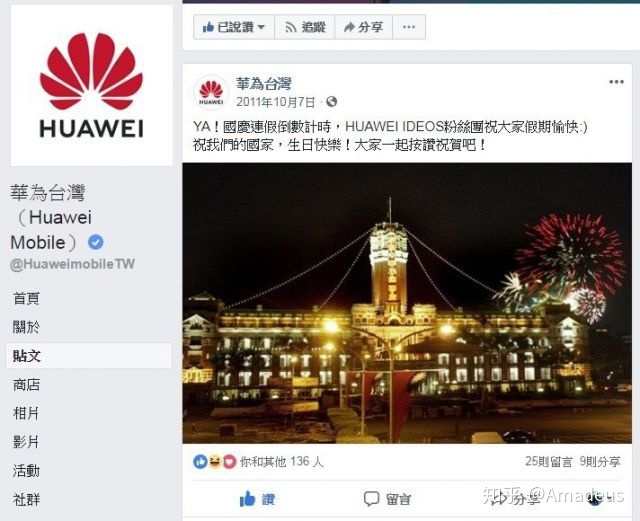 已說讚
追蹤
分享
HUAWEI
華為台灣
2011年10月7日
YA！國慶連假倒數計時，HUAWEI IDEOS粉絲團祝大家假期愉快:)
祝我們的國家，生日快樂！大家一起按讚祝賀吧！
HUAWEI
華為台灣
（Huawei
Mobile）
@HuaweimobileTW
首頁
關於
貼文
商店
相片
影片
活動
社群
你和其他 136 人
25則留言 9則分享
讚
留言
分享
知乎 @Amadeus